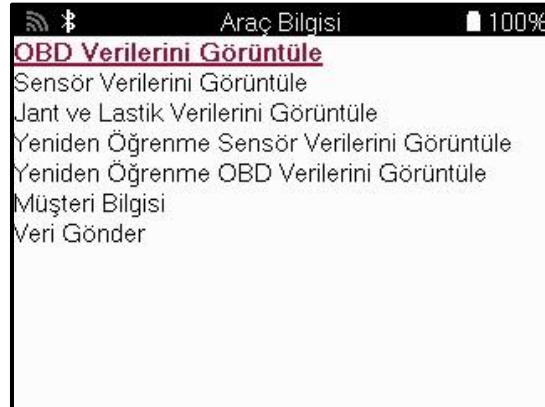 Araç Bilgisi 100%
OBD Verilerini Görüntüle
Sensör Verilerini Görüntüle
Jant ve Lastik Verilerini Görüntüle
Yeniden Öğrenme Sensör Verilerini Görüntüle
Yeniden Öğrenme OBD Verilerini Görüntüle
Müşteri Bilgisi
Veri Gönder